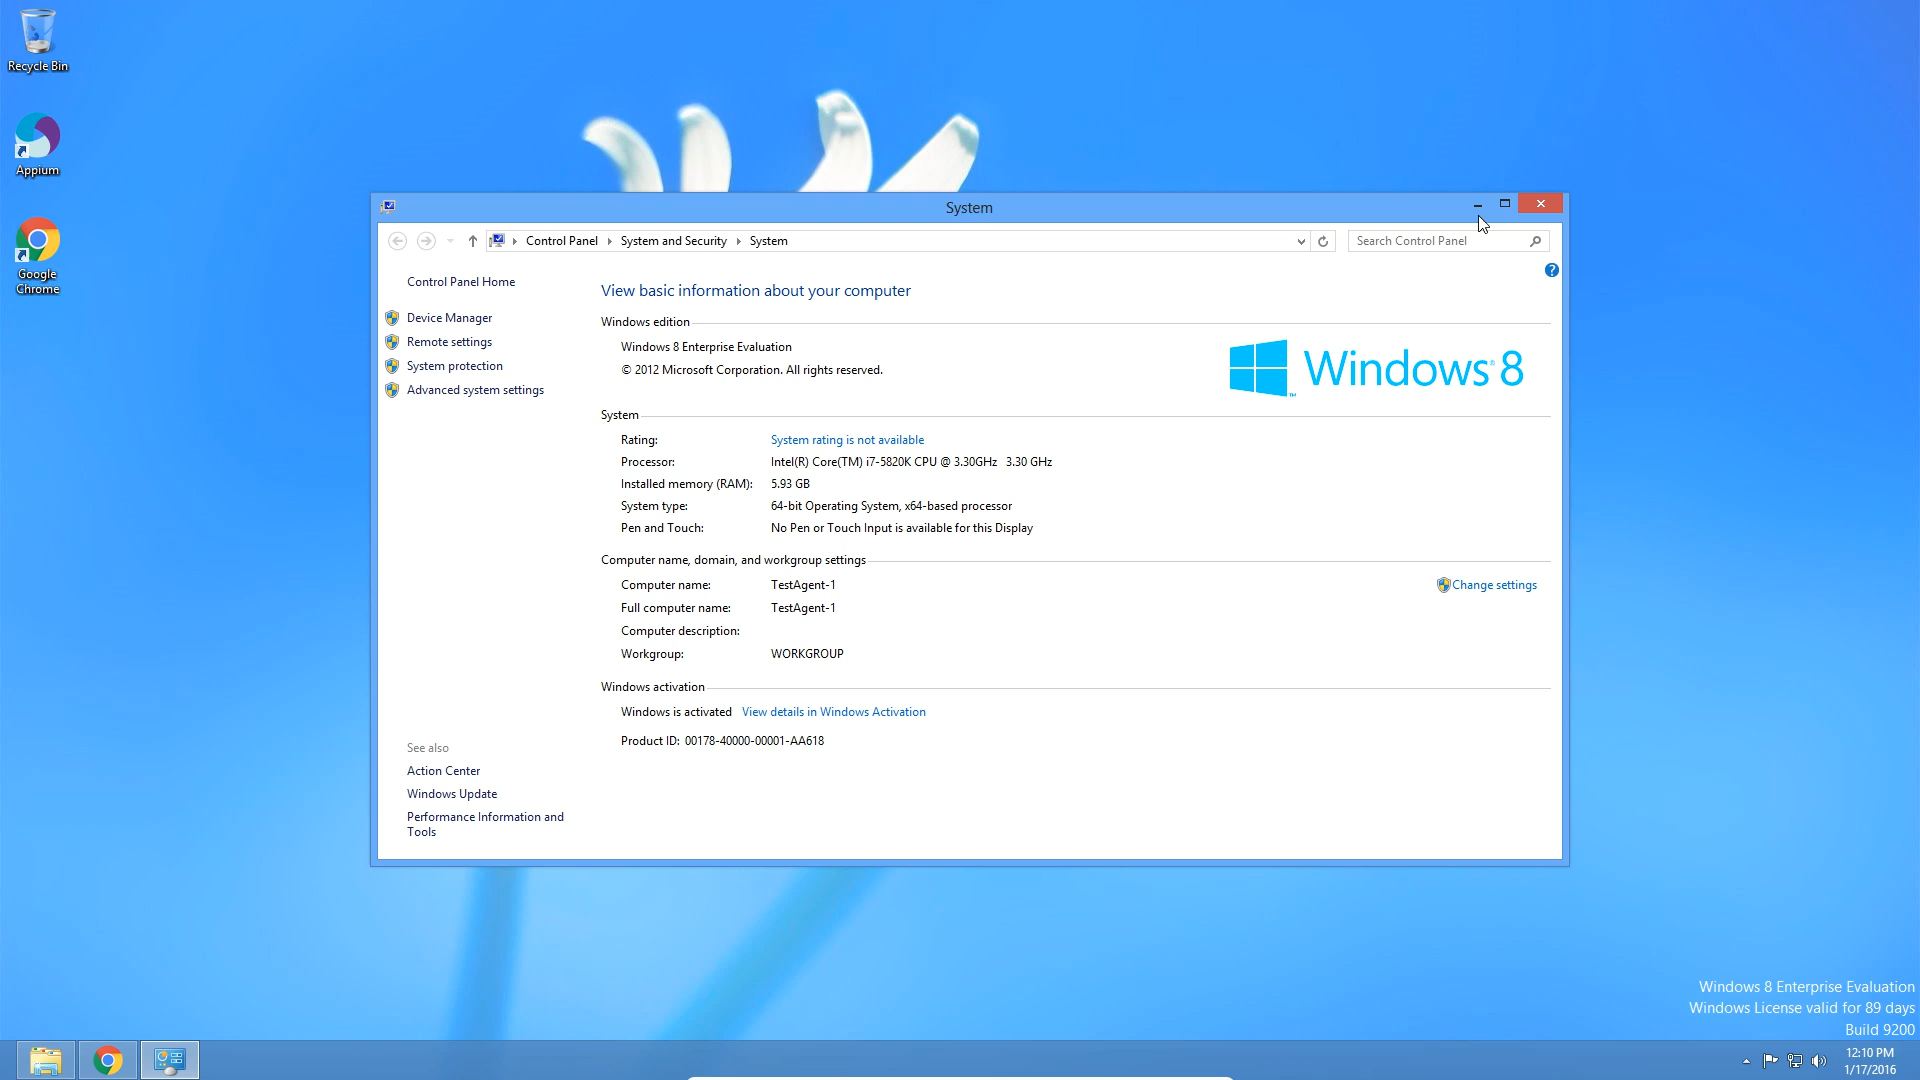 Recycle Bin
Appium
Google
Chrome
System
Control Panel
System and Security
System
Search Control Panel
Control Panel Home
Device Manager
Remote settings
System protection
Advanced system settings
See also
Action Center
Windows Update
Performance Information and
Tools
View basic information about your computer
Windows edition
Windows 8 Enterprise Evaluation
© 2012 Microsoft Corporation. All rights reserved.
Windows® 8™
System
Rating: System rating is not available
Processor: Intel(R) Core(TM) i7-5820K CPU @ 3.30GHz 3.30 GHz
Installed memory (RAM): 5.93 GB
System type: 64-bit Operating System, x64-based processor
Pen and Touch: No Pen or Touch Input is available for this Display
Computer name, domain, and workgroup settings
Computer name: TestAgent-1 Change settings
Full computer name: TestAgent-1
Computer description:
Workgroup: WORKGROUP
Windows activation
Windows is activated View details in Windows Activation
Product ID: 00178-40000-00001-AA618
Windows 8 Enterprise Evaluation
Windows License valid for 89 days
Build 9200
12:10 PM
1/17/2016